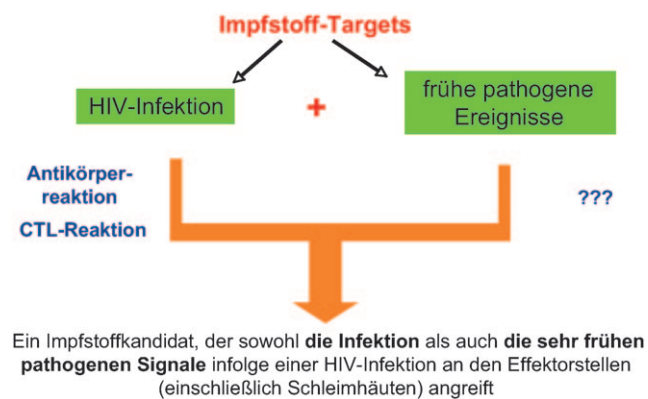 Impfstoff-Targets
HIV-Infektion
+
frühe pathogene
Ereignisse
Antikörper-
reaktion
CTL-Reaktion
???
Ein Impfstoffkandidat, der sowohl die Infektion als auch die sehr frühen
pathogenen Signale infolge einer HIV-Infektion an den Effektorstellen
(einschließlich Schleimhäuten) angreift